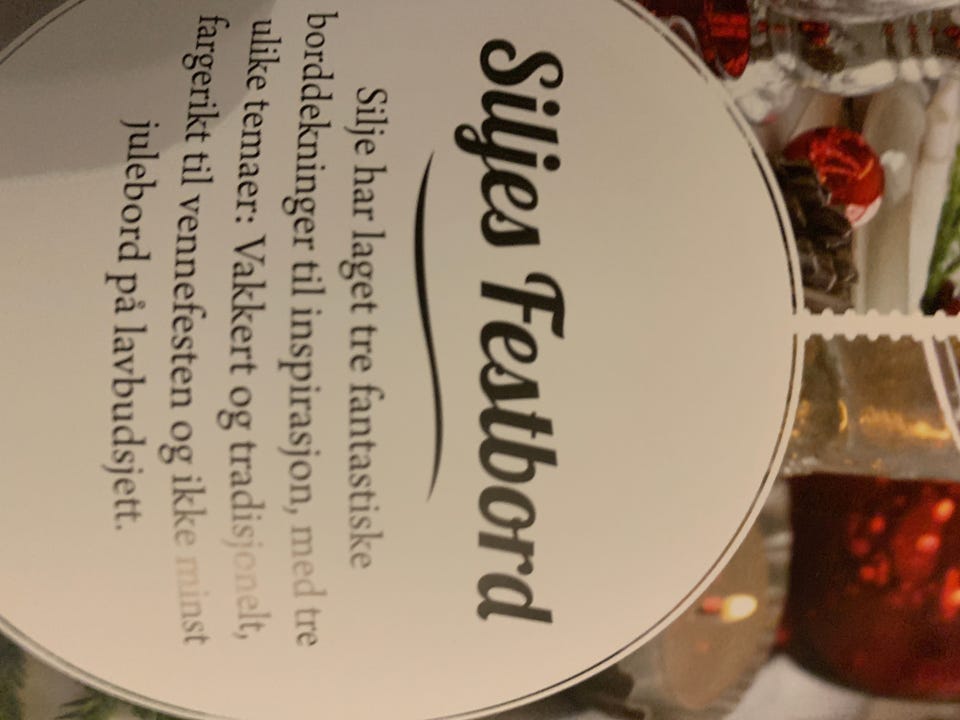 Siljes Festbord
Silje har laget tre fantastiske
borddekninger til inspirasjon, med tre
ulike temaer: Vakkert og tradisjonelt,
fargerikt til vennefesten og ikke minst
julebord på lavbudsjett.